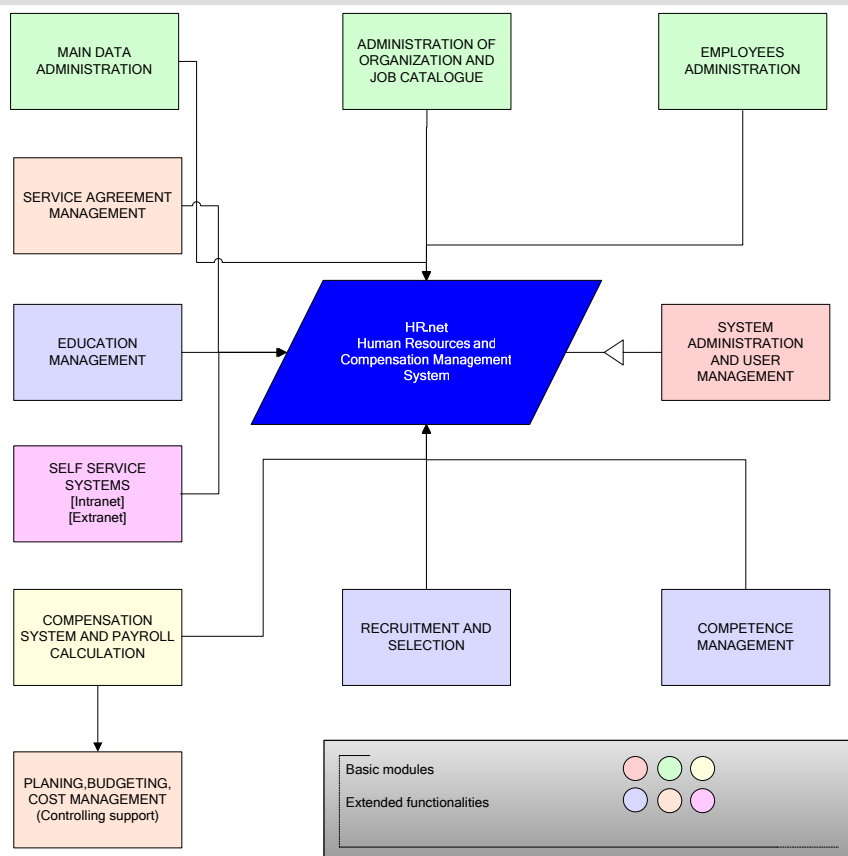 MAIN DATA
ADMINISTRATION
ADMINISTRATION OF
ORGANIZATION AND
JOB CATALOGUE
EMPLOYEES
ADMINISTRATION
SERVICE AGREEMENT
MANAGEMENT
EDUCATION
MANAGEMENT
HR.net
Human Resources and
Compensation Management
System
SYSTEM
ADMINISTRATION
AND USER
MANAGEMENT
SELF SERVICE
SYSTEMS
[Intranet]
[Extranet]
COMPENSATION
SYSTEM AND PAYROLL
CALCULATION
RECRUITMENT AND
SELECTION
COMPETENCE
MANAGEMENT
PLANING,BUDGETING,
COST MANAGEMENT
(Controlling support)
Basic modules
Extended functionalities